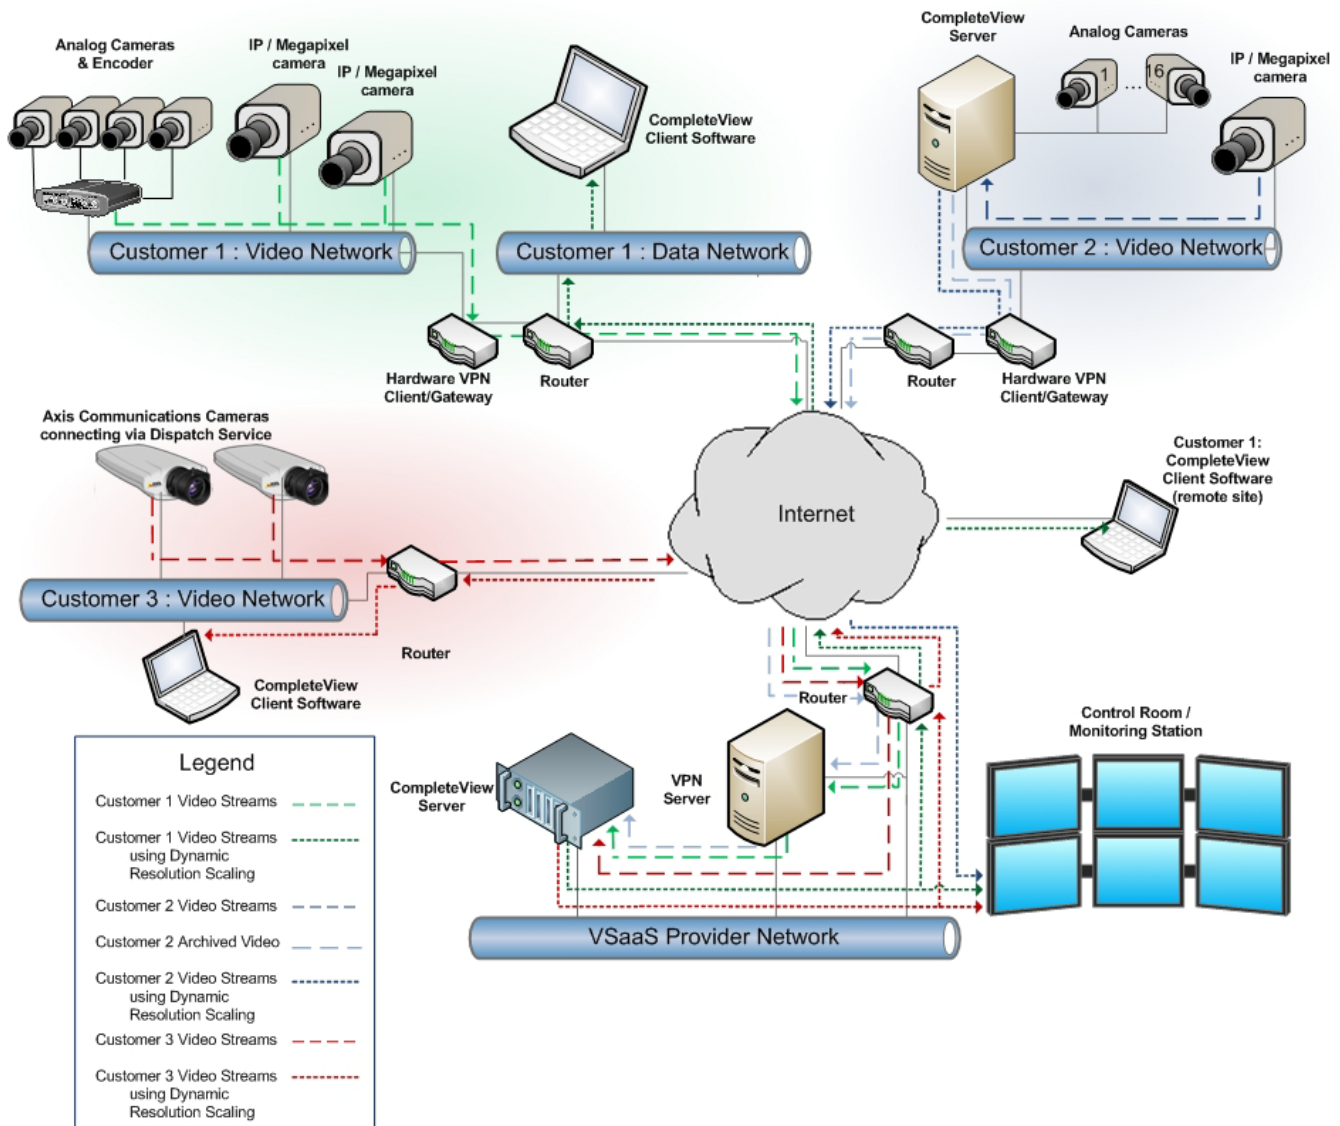 Analog Cameras
& Encoder
IP / Megapixel
camera
IP / Megapixel
camera
CompleteView
Client Software
CompleteView
Server
Analog Cameras
1 ... 16
IP / Megapixel
camera
Customer 1 : Video Network
Customer 1 : Data Network
Customer 2 : Video Network
Hardware VPN
Client/Gateway
Router
Router
Hardware VPN
Client/Gateway
Axis Communications Cameras
connecting via Dispatch Service
Internet
Customer 1:
CompleteView
Client Software
(remote site)
Customer 3 : Video Network
Router
CompleteView
Client Software
Router
Control Room /
Monitoring Station
CompleteView
Server
VPN
Server
VSaaS Provider Network
Legend
Customer 1 Video Streams
Customer 1 Video Streams
using Dynamic
Resolution Scaling
Customer 2 Video Streams
Customer 2 Archived Video
Customer 2 Video Streams
using Dynamic
Resolution Scaling
Customer 3 Video Streams
Customer 3 Video Streams
using Dynamic
Resolution Scaling